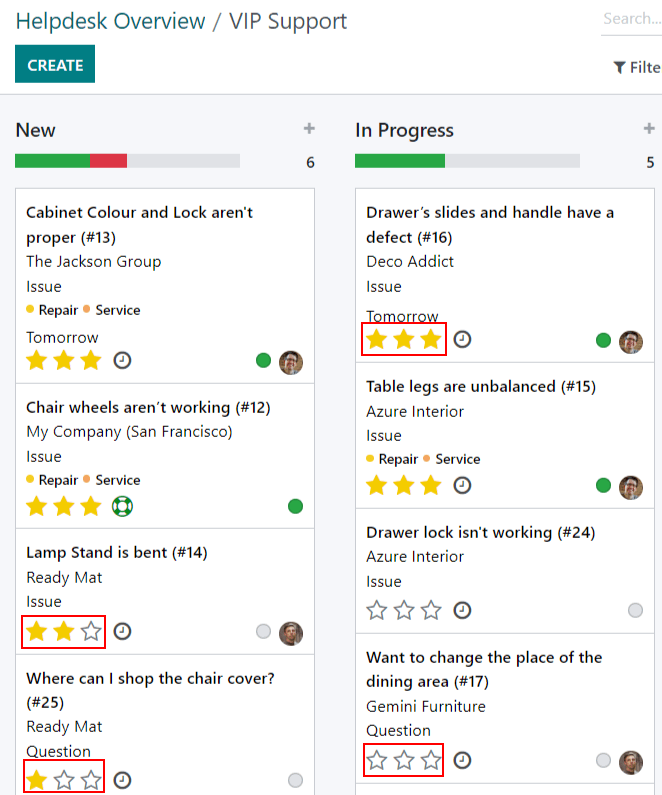 Helpdesk Overview / VIP Support
Search...
CREATE
Filte
New
+
6
Cabinet Colour and Lock aren't
proper (#13)
The Jackson Group
Issue
Repair Service
Tomorrow
Chair wheels aren’t working (#12)
My Company (San Francisco)
Issue
Repair Service
Lamp Stand is bent (#14)
Ready Mat
Issue
Where can I shop the chair cover?
(#25)
Ready Mat
Question
In Progress
+
5
Drawer’s slides and handle have a
defect (#16)
Deco Addict
Issue
Tomorrow
Table legs are unbalanced (#15)
Azure Interior
Issue
Repair Service
Drawer lock isn't working (#24)
Azure Interior
Issue
Want to change the place of the
dining area (#17)
Gemini Furniture
Question